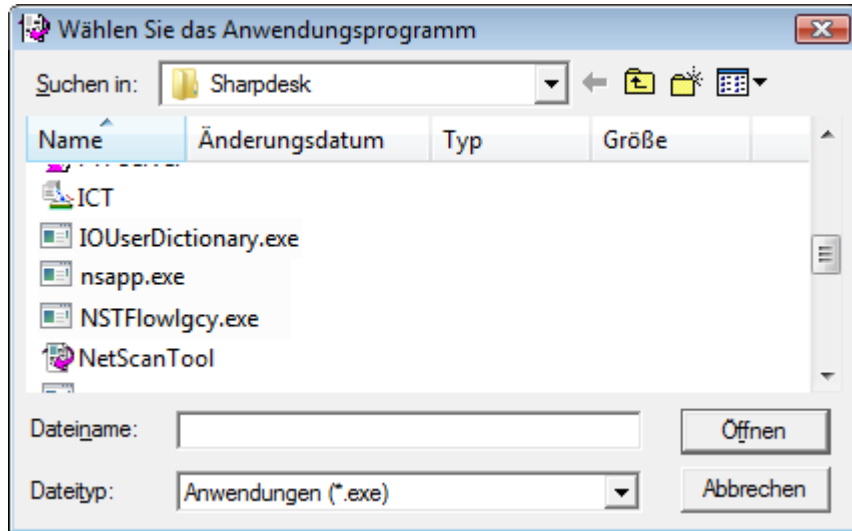 Wählen Sie das Anwendungsprogramm
Suchen in: Sharpdesk
Name Änderungsdatum Typ Größe
ICT
IOUserDictionary.exe
nsapp.exe
NSTFlowlgcy.exe
NetScanTool
Dateiname: Öffnen
Dateityp: Anwendungen (*.exe) Abbrechen